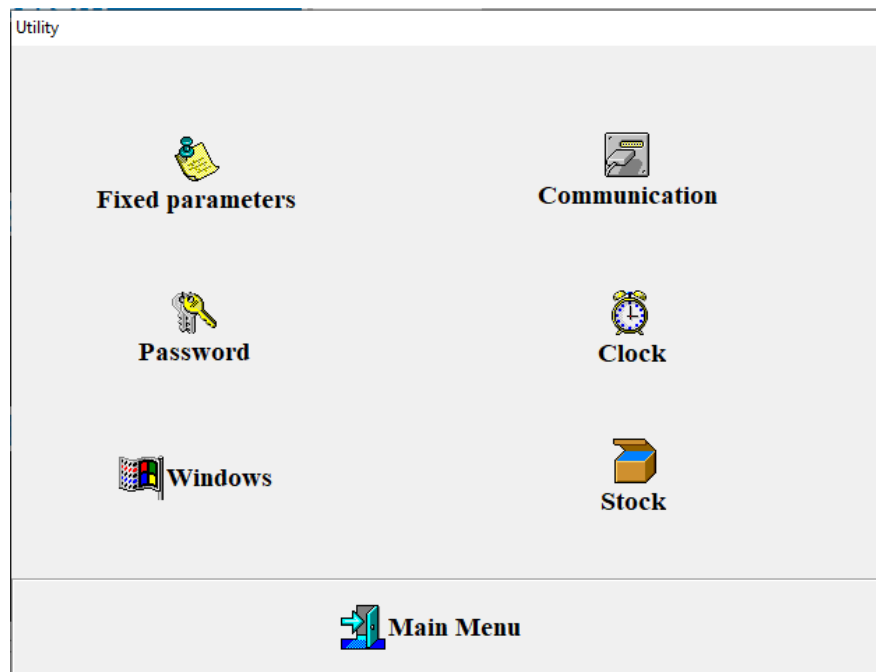 Utility
Fixed parameters
Communication
Password
Clock
Windows
Stock
Main Menu